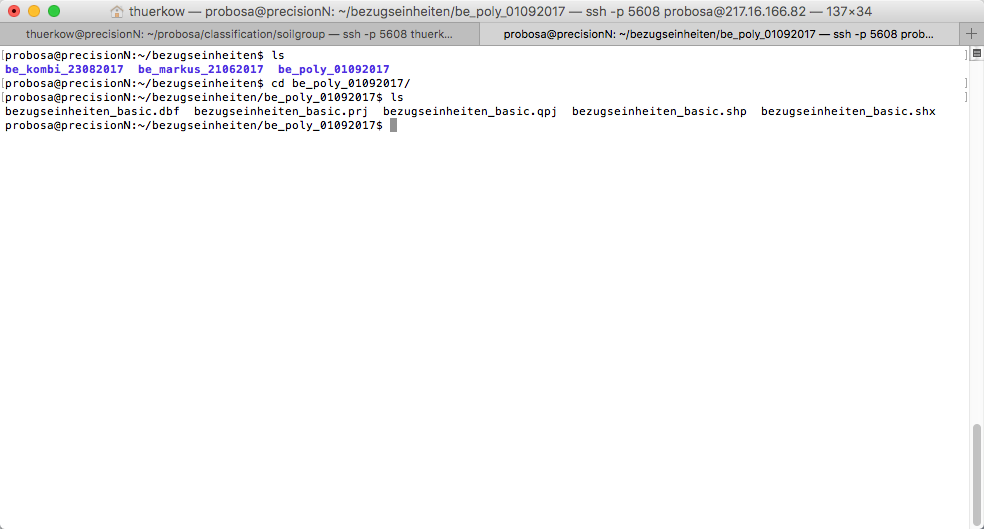 thuerkow — probosa@precisionN: ~/bezugseinheiten/be_poly_01092017 — ssh -p 5608 probosa@217.16.166.82 — 137×34
thuerkow@precisionN: ~/probosa/classification/soilgroup — ssh -p 5608 thuerk... probosa@precisionN: ~/bezugseinheiten/be_poly_01092017 — ssh -p 5608 prob... +
[probosa@precisionN:~/bezugseinheiten$ ls ]
be_kombi_23082017 be_markus_21062017 be_poly_01092017
[probosa@precisionN:~/bezugseinheiten$ cd be_poly_01092017/ ]
[probosa@precisionN:~/bezugseinheiten/be_poly_01092017$ ls ]
bezugseinheiten_basic.dbf bezugseinheiten_basic.prj bezugseinheiten_basic.qpj bezugseinheiten_basic.shp bezugseinheiten_basic.shx
probosa@precisionN:~/bezugseinheiten/be_poly_01092017$